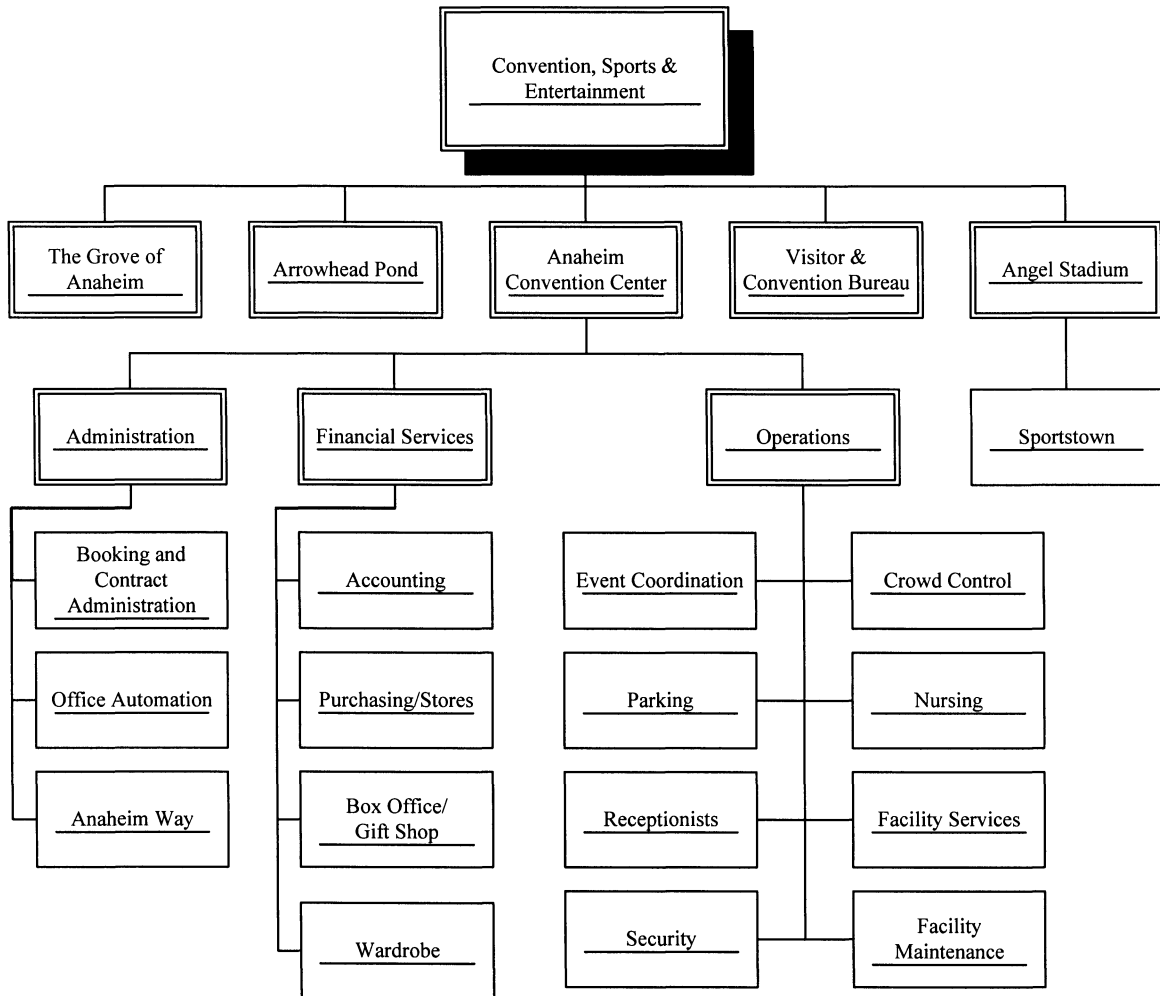 Convention, Sports &
Entertainment
The Grove of
Anaheim
Arrowhead Pond
Anaheim
Convention Center
Visitor &
Convention Bureau
Angel Stadium
Administration
Financial Services
Operations
Sportstown
Booking and
Contract
Administration
Accounting
Event Coordination
Crowd Control
Office Automation
Purchasing/Stores
Parking
Nursing
Anaheim Way
Box Office/
Gift Shop
Receptionists
Facility Services
Wardrobe
Security
Facility
Maintenance